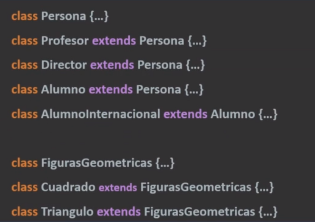 class Persona {...}
class Profesor extends Persona {...}
class Director extends Persona {...}
class Alumno extends Persona {...}
class AlumnoInternacional extends Alumno {...}
class FigurasGeometricas {...}
class Cuadrado extends FigurasGeometricas {...}
class Triangulo extends FigurasGeometricas {...}